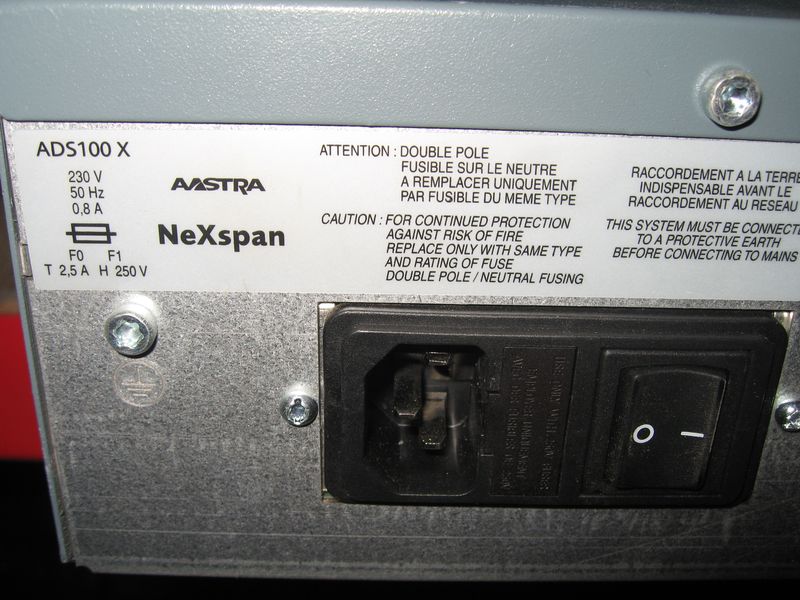 ADS100 X
230 V
50 Hz
0,8 A
F0 F1
T 2,5 A H 250 V
AASTRA
NeXspan
ATTENTION : DOUBLE POLE
FUSIBLE SUR LE NEUTRE
A REMPLACER UNIQUEMENT
PAR FUSIBLE DU MEME TYPE
CAUTION : FOR CONTINUED PROTECTION
AGAINST RISK OF FIRE
REPLACE ONLY WITH SAME TYPE
AND RATING OF FUSE
DOUBLE POLE / NEUTRAL FUSING
RACCORDEMENT A LA TERRE
INDISPENSABLE AVANT LE
RACCORDEMENT AU RESEAU
THIS SYSTEM MUST BE CONNECTE
TO A PROTECTIVE EARTH
BEFORE CONNECTING TO MAINS
O I